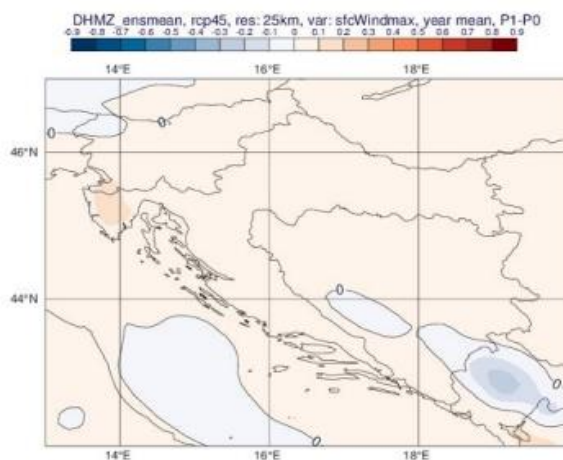 DHMZ_ensmean, rcp45, res: 25km, var: sfcWindmax, year mean, P1-P0
-0.9 -0.8 -0.7 -0.6 -0.5 -0.4 -0.3 -0.2 -0.1 0 0.1 0.2 0.3 0.4 0.5 0.6 0.7 0.8 0.9
14°E 16°E 18°E
0 0
46°N
0
44°N
0
0
14°E 16°E 18°E